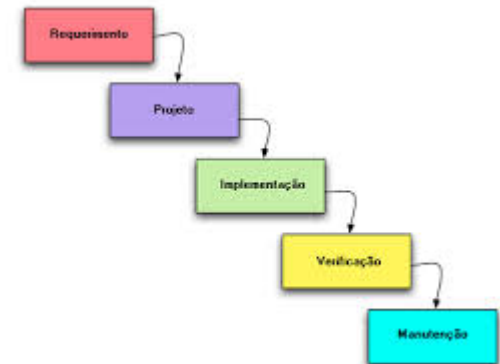 Requerimento
Projeto
Implementação
Verificação
Manutenção